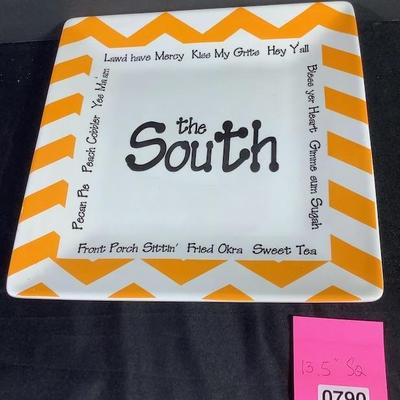 Lawd have Mercy Kiss My Grits Hey Y'all
Bless yer Heart Gimme sum Sugah
the
South
Pecan Pie Peach Cobbler Yes Ma'am
Front Porch Sittin' Fried Okra Sweet Tea
13.5" Sq
0790